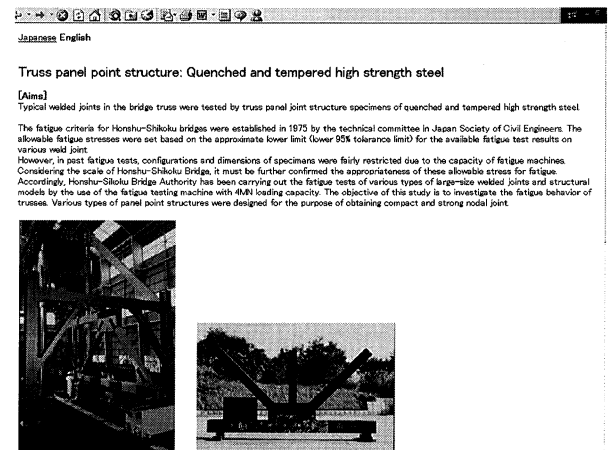 Japanese English
Truss panel point structure: Quenched and tempered high strength steel
[Aims]
Typical welded joints in the bridge truss were tested by truss panel joint structure specimens of quenched and tempered high strength steel.
The fatigue criteria for Honshu-Shikoku bridges were established in 1975 by the technical committee in Japan Society of Civil Engineers. The
allowable fatigue stresses were set based on the approximate lower limit (lower 95% tolerance limit) for the available fatigue test results on
various weld joint.
However, in past fatigue tests, configurations and dimensions of specimens were fairly restricted due to the capacity of fatigue machines.
Considering the scale of Honshu-Shikoku Bridge, it must be further confirmed the appropriateness of these allowable stress for fatigue.
Accordingly, Honshu-Silkoku Bridge Authority has been carrying out the fatigue tests of various types of large-size welded joints and structural
models by the use of the fatigue testing machine with 4MN loading capacity. The objective of this study is to investigate the fatigue behavior of
trusses. Various types of panel point structures were designed for the purpose of obtaining compact and strong nodal joint.